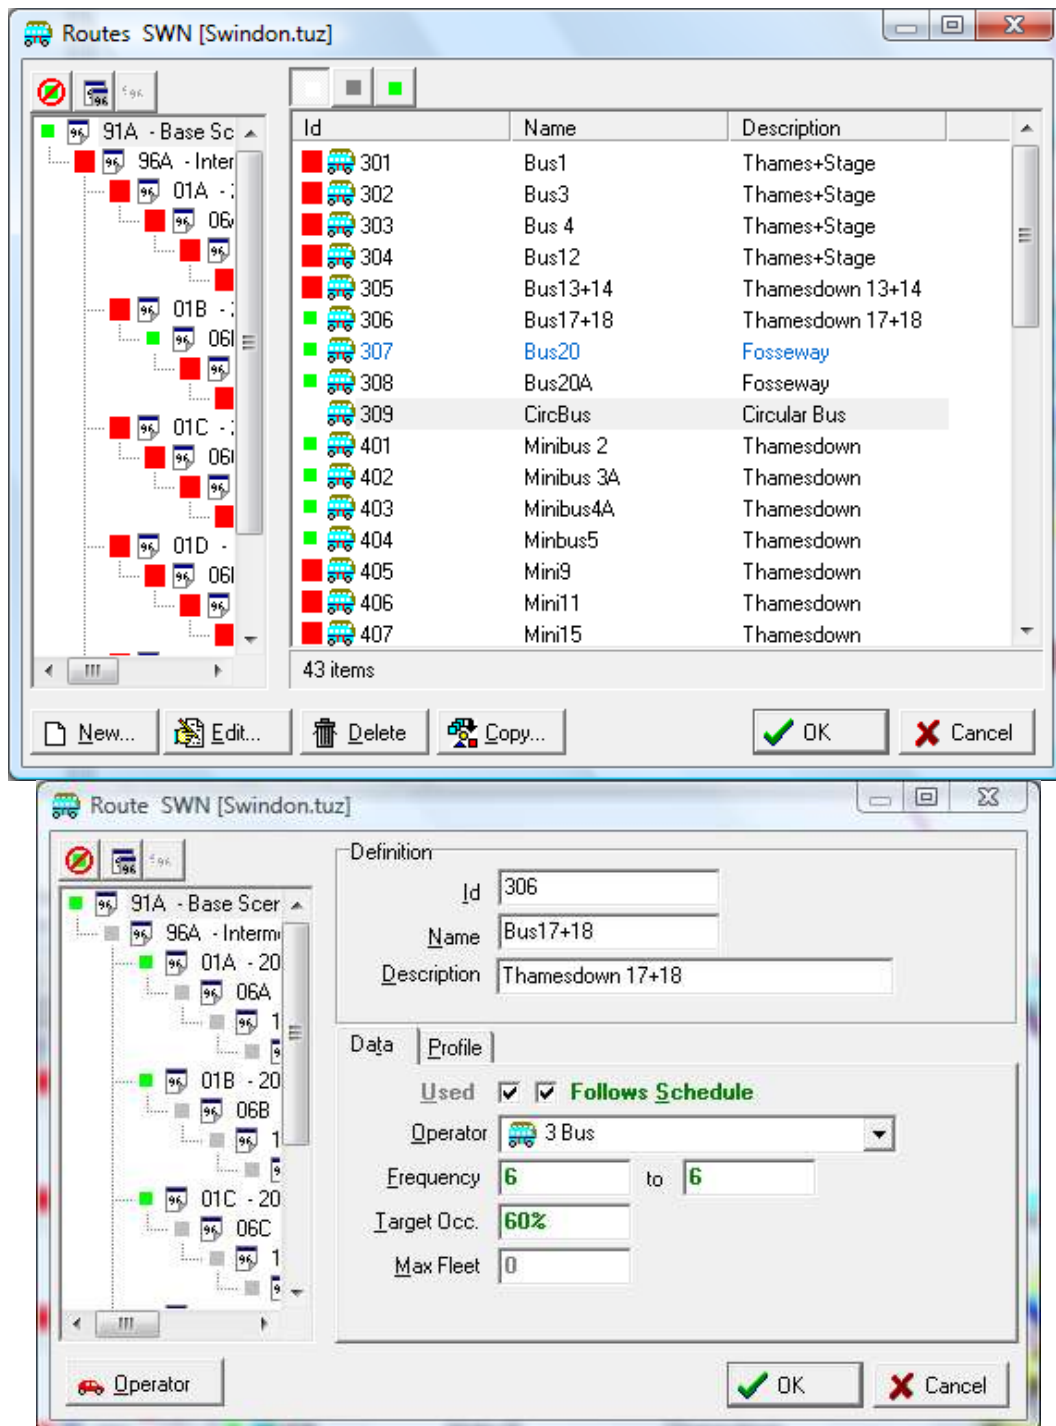 Routes SWN [Swindon.tuz]
91A - Base Sc
96A - Inter
01A -
06
01B -
06
01C -
06
01D -
06
Id Name Description
301 Bus1 Thames+Stage
302 Bus3 Thames+Stage
303 Bus 4 Thames+Stage
304 Bus12 Thames+Stage
305 Bus13+14 Thamesdown 13+14
306 Bus17+18 Thamesdown 17+18
307 Bus20 Fosseway
308 Bus20A Fosseway
309 CircBus Circular Bus
401 Minibus 2 Thamesdown
402 Minibus 3A Thamesdown
403 Minibus4A Thamesdown
404 Minbus5 Thamesdown
405 Mini9 Thamesdown
406 Mini11 Thamesdown
407 Mini15 Thamesdown
43 items
New... Edit... Delete Copy... OK Cancel
Route SWN [Swindon.tuz]
91A - Base Scer
96A - Interm
01A - 20
06A
1
01B - 20
06B
1
01C - 20
06C
1
Definition
Id 306
Name Bus17+18
Description Thamesdown 17+18
Data Profile
Used Follows Schedule
Operator 3 Bus
Frequency 6 to 6
Target Occ. 60%
Max Fleet 0
Operator OK Cancel